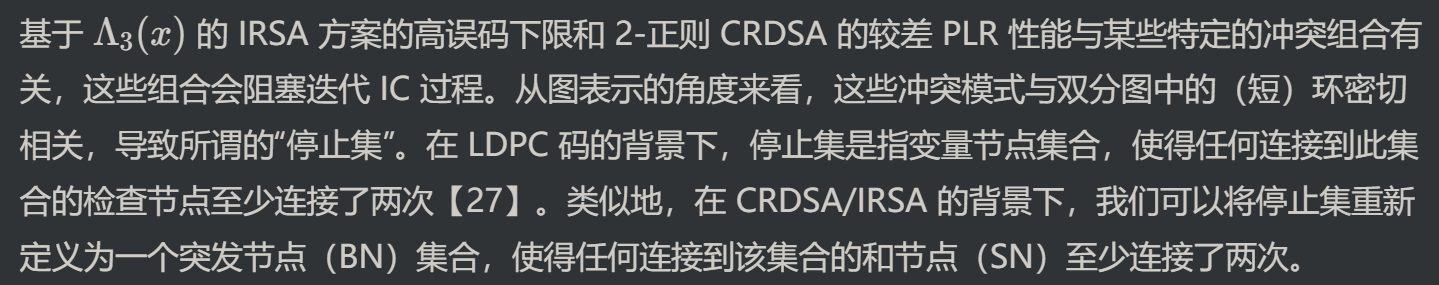 基于 Λ₃(x) 的 IRSA 方案的高误码下限和 2-正则 CRDSA 的较差 PLR 性能与某些特定的冲突组合有
关，这些组合会阻塞迭代 IC 过程。从图表示的角度来看，这些冲突模式与双分图中的（短）环密切
相关，导致所谓的“停止集”。在 LDPC 码的背景下，停止集是指变量节点集合，使得任何连接到此集
合的检查节点至少连接了两次【27】。类似地，在 CRDSA/IRSA 的背景下，我们可以将停止集重新
定义为一个突发节点（BN）集合，使得任何连接到该集合的和节点（SN）至少连接了两次。